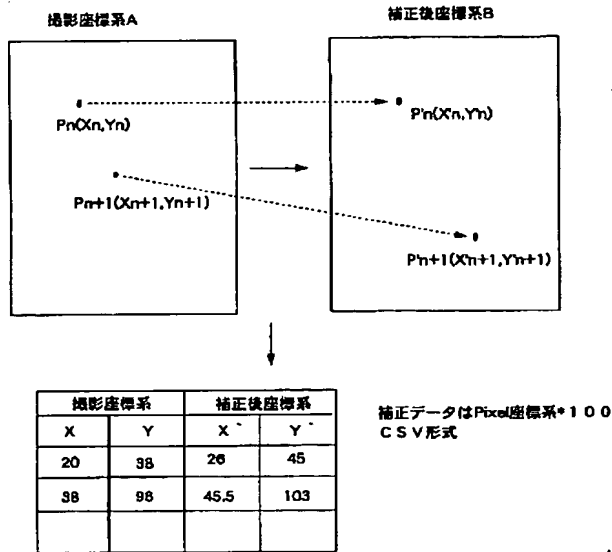 撮影座標系A
補正後座標系B
Pn(Xn,Yn)
P'n(X'n,Y'n)
Pn+1(Xn+1,Yn+1)
P'n+1(X'n+1,Y'n+1)
撮影座標系 補正後座標系
X Y X` Y`
20 38 26 45
38 98 45.5 103
補正データはPixel座標系*100
CSV形式